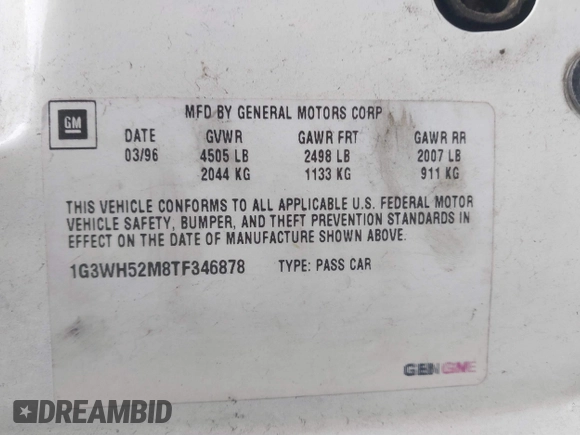 GM
MFD BY GENERAL MOTORS CORP
DATE GVWR GAWR FRT GAWR RR
03/96 4505 LB 2498 LB 2007 LB
2044 KG 1133 KG 911 KG
THIS VEHICLE CONFORMS TO ALL APPLICABLE U.S. FEDERAL MOTOR
VEHICLE SAFETY, BUMPER, AND THEFT PREVENTION STANDARDS IN
EFFECT ON THE DATE OF MANUFACTURE SHOWN ABOVE.
1G3WH52M8TF346878 TYPE: PASS CAR
DREAMBID